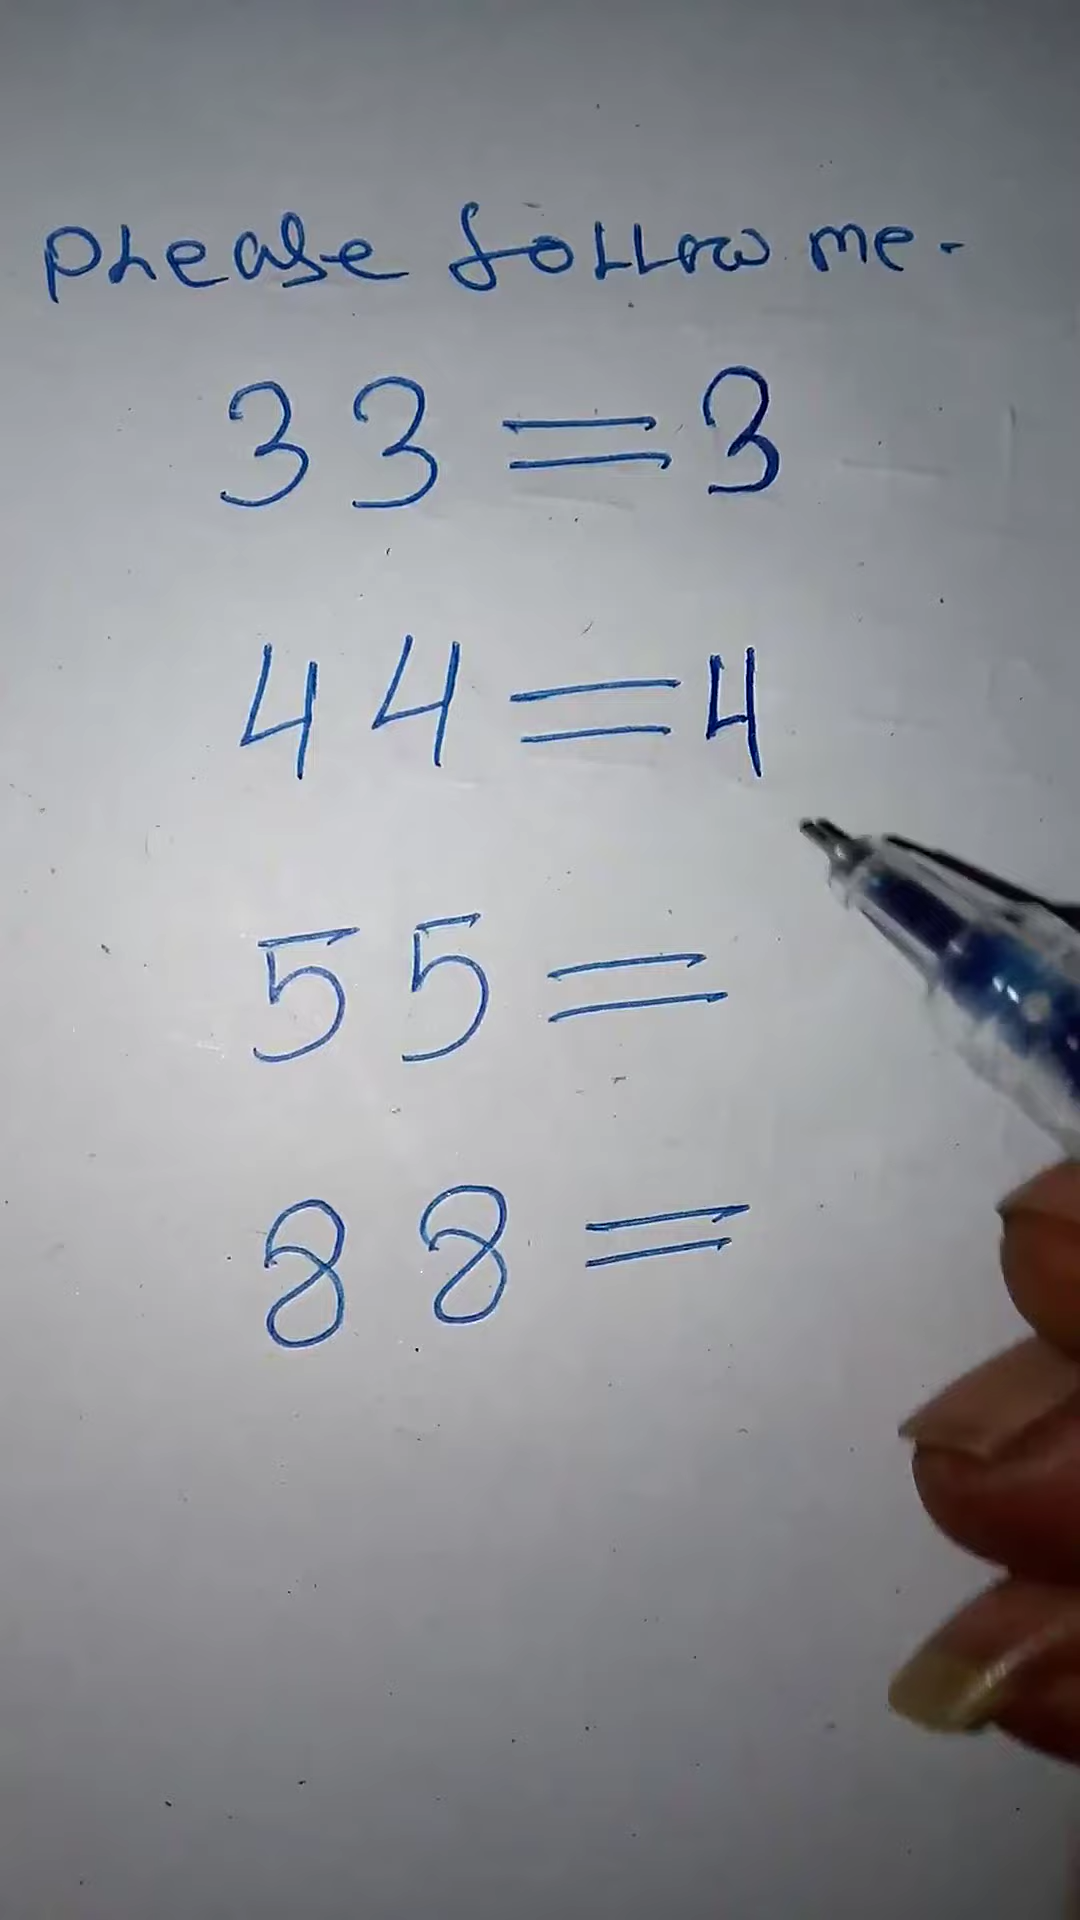 please follow me.
33=3
44=4
55=
88=